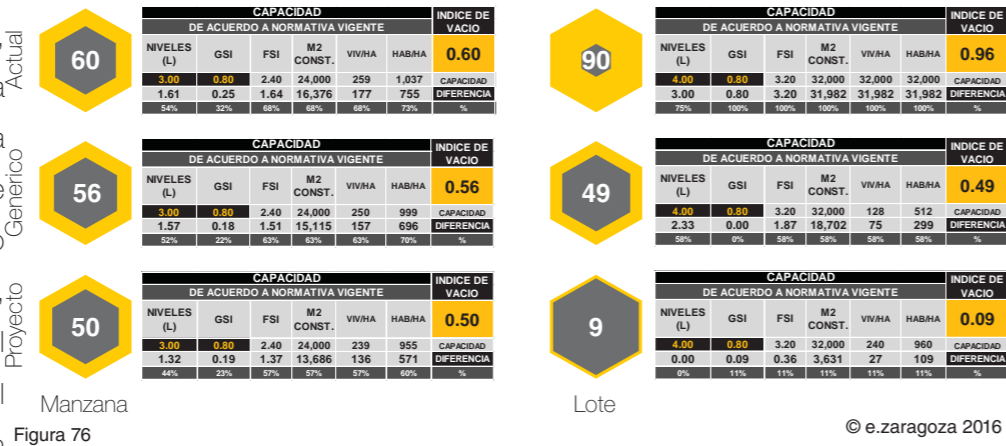 Actual
60
CAPACIDAD
INDICE DE VACIO
DE ACUERDO A NORMATIVA VIGENTE
NIVELES (L) GSI FSI M2 CONST. VIV/HA HAB/HA 0.60
3.00 0.80 2.40 24,000 259 1,037 CAPACIDAD
1.61 0.25 1.64 16,376 177 755 DIFERENCIA
54% 32% 68% 68% 68% 73% %
90
CAPACIDAD
INDICE DE VACIO
DE ACUERDO A NORMATIVA VIGENTE
NIVELES (L) GSI FSI M2 CONST. VIV/HA HAB/HA 0.96
4.00 0.80 3.20 32,000 32,000 32,000 CAPACIDAD
3.00 0.80 3.20 31,982 31,982 31,982 DIFERENCIA
75% 100% 100% 100% 100% 100% %
Generico
56
CAPACIDAD
INDICE DE VACIO
DE ACUERDO A NORMATIVA VIGENTE
NIVELES (L) GSI FSI M2 CONST. VIV/HA HAB/HA 0.56
3.00 0.80 2.40 24,000 250 999 CAPACIDAD
1.57 0.18 1.51 15,115 157 696 DIFERENCIA
52% 22% 63% 63% 63% 70% %
49
CAPACIDAD
INDICE DE VACIO
DE ACUERDO A NORMATIVA VIGENTE
NIVELES (L) GSI FSI M2 CONST. VIV/HA HAB/HA 0.49
4.00 0.80 3.20 32,000 128 512 CAPACIDAD
2.33 0.00 1.87 18,702 75 299 DIFERENCIA
58% 0% 58% 58% 58% 58% %
Proyecto
50
CAPACIDAD
INDICE DE VACIO
DE ACUERDO A NORMATIVA VIGENTE
NIVELES (L) GSI FSI M2 CONST. VIV/HA HAB/HA 0.50
3.00 0.80 2.40 24,000 239 955 CAPACIDAD
1.32 0.19 1.37 13,686 136 571 DIFERENCIA
44% 23% 57% 57% 57% 60% %
9
CAPACIDAD
INDICE DE VACIO
DE ACUERDO A NORMATIVA VIGENTE
NIVELES (L) GSI FSI M2 CONST. VIV/HA HAB/HA 0.09
4.00 0.80 3.20 32,000 240 960 CAPACIDAD
0.00 0.09 0.36 3,631 27 109 DIFERENCIA
0% 11% 11% 11% 11% 11% %
Manzana
Lote
Figura 76
© e.zaragoza 2016